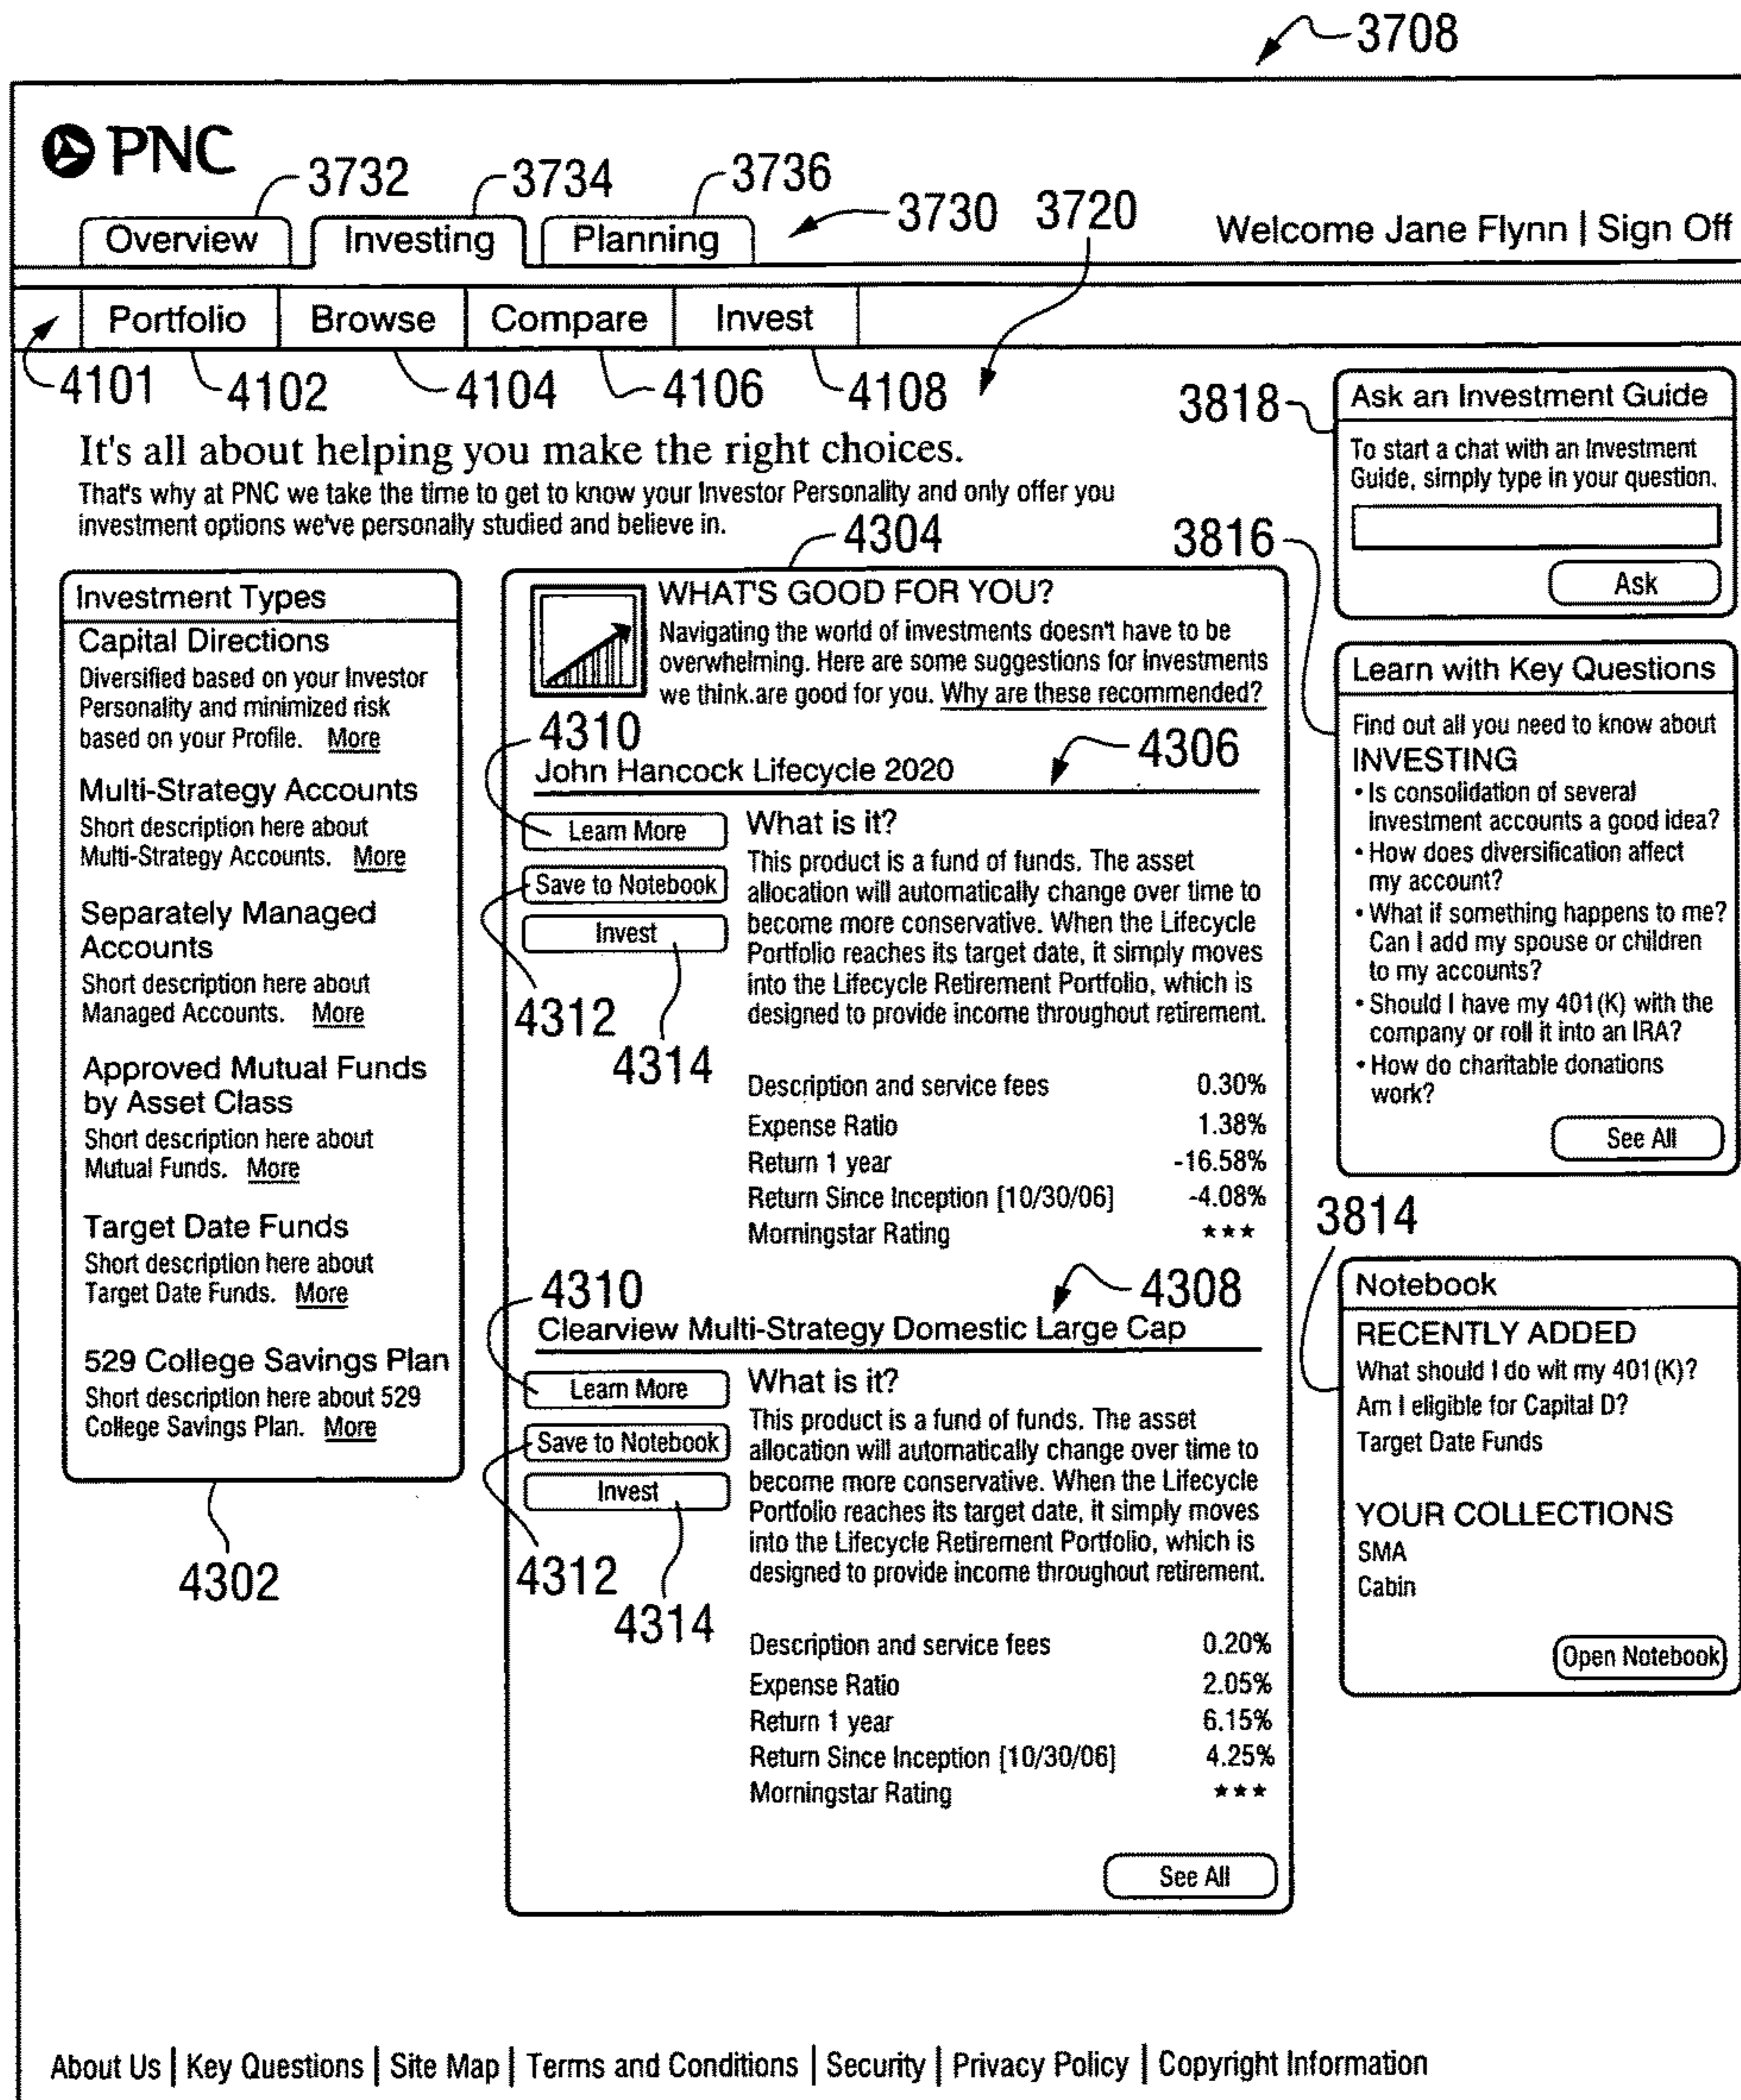 3708
PNC
3732
3734
3736
3730
3720
Overview
Investing
Planning
Welcome Jane Flynn | Sign Off
Portfolio
Browse
Compare
Invest
4101
4102
4104
4106
4108
It's all about helping you make the right choices.
That's why at PNC we take the time to get to know your Investor Personality and only offer you
investment options we've personally studied and believe in.
Investment Types
Capital Directions
Diversified based on your Investor
Personality and minimized risk
based on your Profile. More
Multi-Strategy Accounts
Short description here about
Multi-Strategy Accounts. More
Separately Managed
Accounts
Short description here about
Managed Accounts. More
Approved Mutual Funds
by Asset Class
Short description here about
Mutual Funds. More
Target Date Funds
Short description here about
Target Date Funds. More
529 College Savings Plan
Short description here about 529
College Savings Plan. More
4302
4304
WHAT'S GOOD FOR YOU?
Navigating the world of investments doesn't have to be
overwhelming. Here are some suggestions for investments
we think.are good for you. Why are these recommended?
4310
4306
John Hancock Lifecycle 2020
Learn More
Save to Notebook
Invest
4312
4314
What is it?
This product is a fund of funds. The asset
allocation will automatically change over time to
become more conservative. When the Lifecycle
Portfolio reaches its target date, it simply moves
into the Lifecycle Retirement Portfolio, which is
designed to provide income throughout retirement.
Description and service fees 0.30%
Expense Ratio 1.38%
Return 1 year -16.58%
Return Since Inception [10/30/06] -4.08%
Morningstar Rating ★★★
4310
4308
Clearview Multi-Strategy Domestic Large Cap
Learn More
Save to Notebook
Invest
4312
4314
What is it?
This product is a fund of funds. The asset
allocation will automatically change over time to
become more conservative. When the Lifecycle
Portfolio reaches its target date, it simply moves
into the Lifecycle Retirement Portfolio, which is
designed to provide income throughout retirement.
Description and service fees 0.20%
Expense Ratio 2.05%
Return 1 year 6.15%
Return Since Inception [10/30/06] 4.25%
Morningstar Rating ★★★
See All
3818
Ask an Investment Guide
To start a chat with an Investment
Guide, simply type in your question.
Ask
3816
Learn with Key Questions
Find out all you need to know about
INVESTING
• Is consolidation of several
investment accounts a good idea?
• How does diversification affect
my account?
• What if something happens to me?
Can I add my spouse or children
to my accounts?
• Should I have my 401(K) with the
company or roll it into an IRA?
• How do charitable donations
work?
See All
3814
Notebook
RECENTLY ADDED
What should I do wit my 401(K)?
Am I eligible for Capital D?
Target Date Funds
YOUR COLLECTIONS
SMA
Cabin
Open Notebook
About Us | Key Questions | Site Map | Terms and Conditions | Security | Privacy Policy | Copyright Information